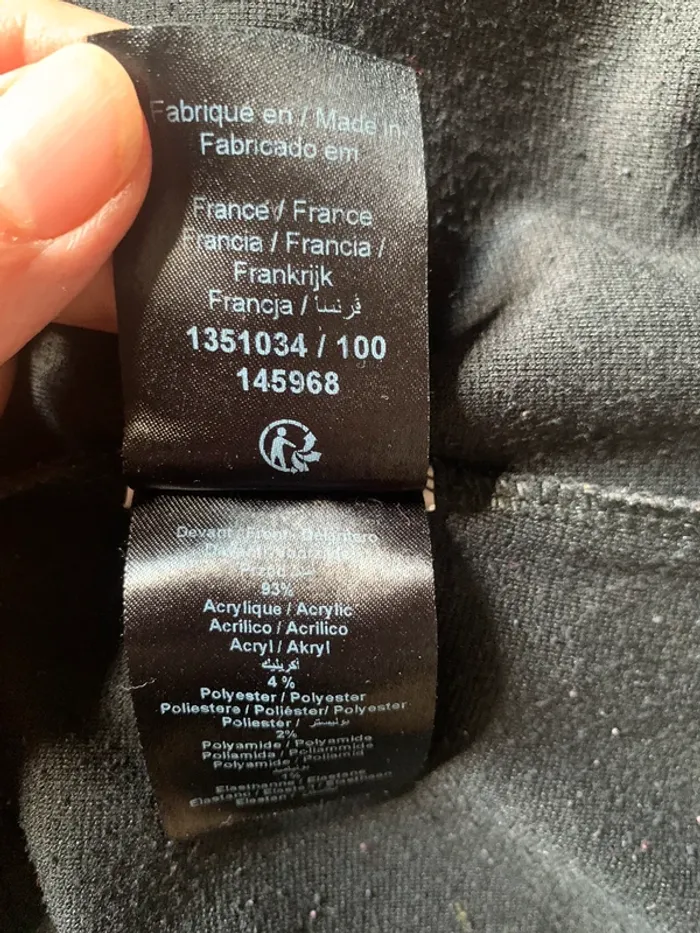 Fabriqué en / Made in
Fabricado em
France / France
Francia / Francia /
Frankrijk
Francja / فرنسا
1351034 / 100
145968
Devant / Front / Delantero
93%
Acrylique / Acrylic
Acrilico / Acrilico
Acryl / Akryl
أكريليك
4 %
Polyester / Polyester
Poliestere / Poliéster/ Polyester
Poliester / بوليستر
2%
Polyamide / Polyamide
Poliamida / Poliammide
Polyamide / Poliamid
1%
Elasthanne / Elastane